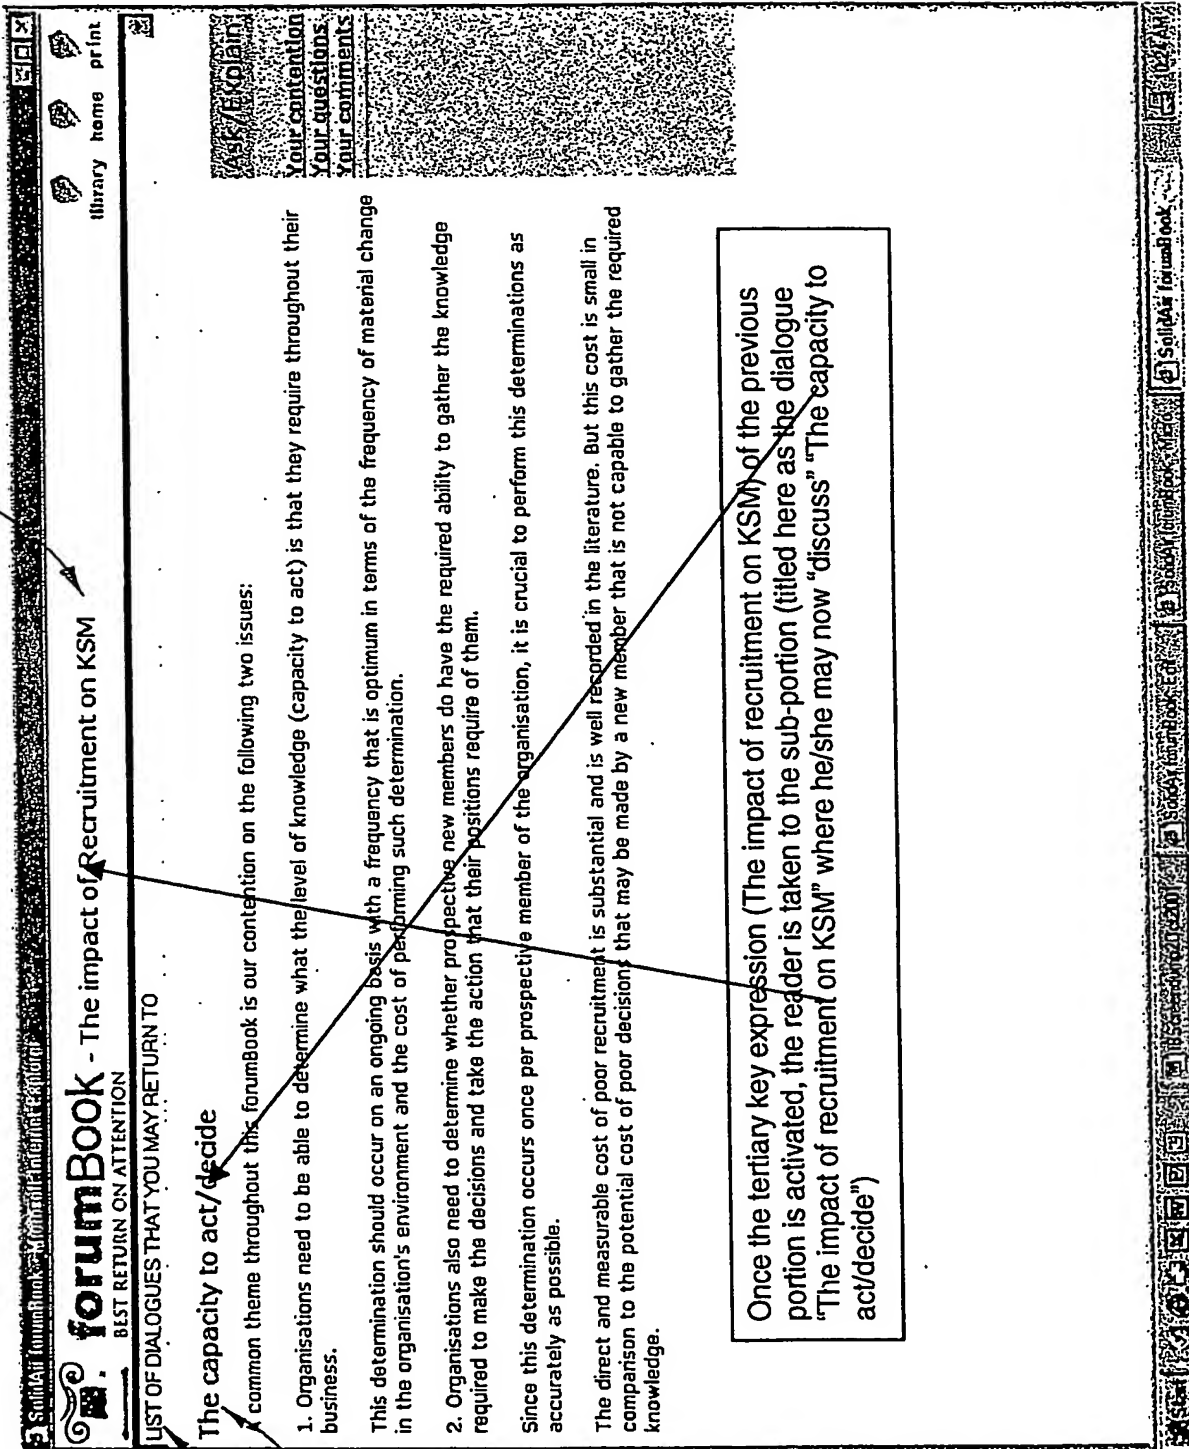 SolidAir forumBook - Microsoft Internet Explorer
forumBOOK - The impact of Recruitment on KSM
BEST RETURN ON ATTENTION
library home print
LIST OF DIALOGUES THAT YOU MAY RETURN TO
Ask/Explain
Your contention
Your questions
Your comments
The capacity to act/decide
A common theme throughout this forumBook is our contention on the following two issues:
1. Organisations need to be able to determine what the level of knowledge (capacity to act) is that they require throughout their
business.
This determination should occur on an ongoing basis with a frequency that is optimum in terms of the frequency of material change
in the organisation's environment and the cost of performing such determination.
2. Organisations also need to determine whether prospective new members do have the required ability to gather the knowledge
required to make the decisions and take the action that their positions require of them.
Since this determination occurs once per prospective member of the organisation, it is crucial to perform this determinations as
accurately as possible.
The direct and measurable cost of poor recruitment is substantial and is well recorded in the literature. But this cost is small in
comparison to the potential cost of poor decisions that may be made by a new member that is not capable to gather the required
knowledge.
Once the tertiary key expression (The impact of recruitment on KSM) of the previous
portion is activated, the reader is taken to the sub-portion (titled here as the dialogue
"The impact of recruitment on KSM" where he/she may now "discuss" "The capacity to
act/decide")
SolidAir forumBook - ...
10:24 AM